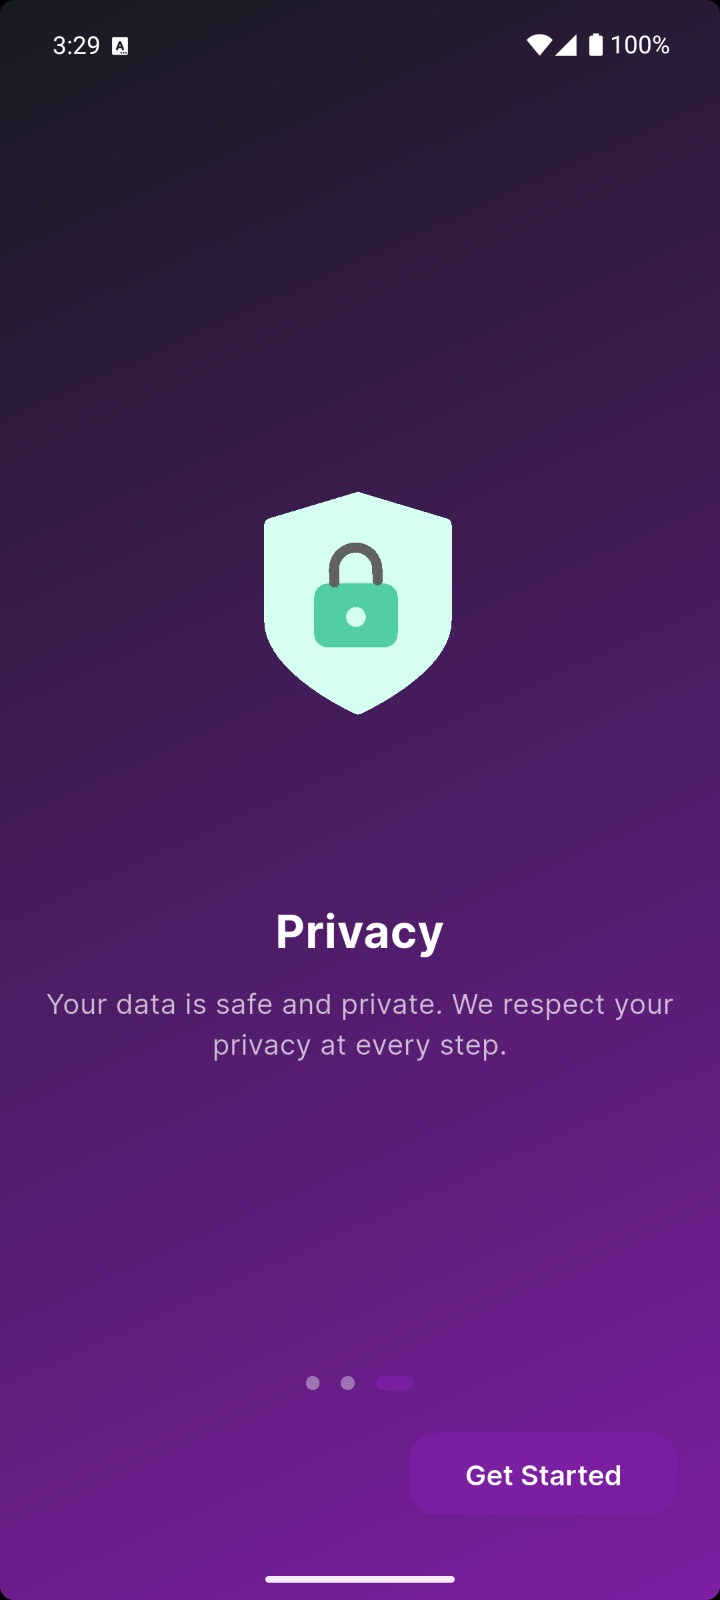 3:29
100%
Privacy
Your data is safe and private. We respect your
privacy at every step.
Get Started